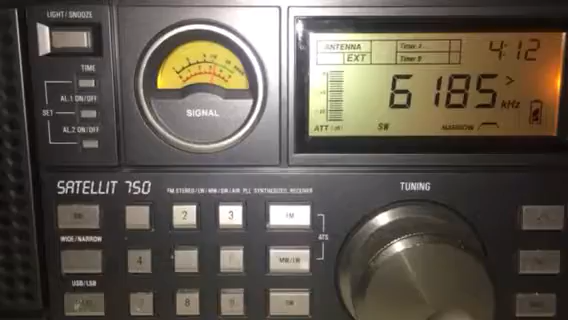 LIGHT/SNOOZE
TIME
SET
AL.1 ON/OFF
AL.2 ON/OFF
SIGNAL
ANTENNA
EXT
Timer A
Timer B
4:12
6185 >
kHz
ATT
SW
NARROW
SATELLIT 750
FM STEREO/LW/MW/SW/AIR PLL SYNTHESIZED RECEIVER
TUNING
2
3
FM
ATS
WIDE/NARROW
4
MW/LW
USB/LSB
8
SW